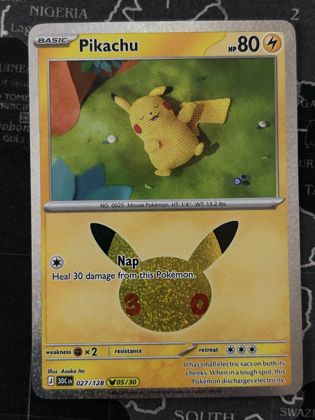 NIGERIA
BASIC
Pikachu
HP 80
NO. 0025 Mouse Pokémon HT: 1'4" WT: 13.2 lbs.
Nap
Heal 30 damage from this Pokémon.
30
Illus. Asako Ito
weakness × 2 resistance retreat
J 30C EN 027/128 05/30
It has small electric sacs on both its
cheeks. When in a tough spot, this
Pokémon discharges electricity.
SOUTH